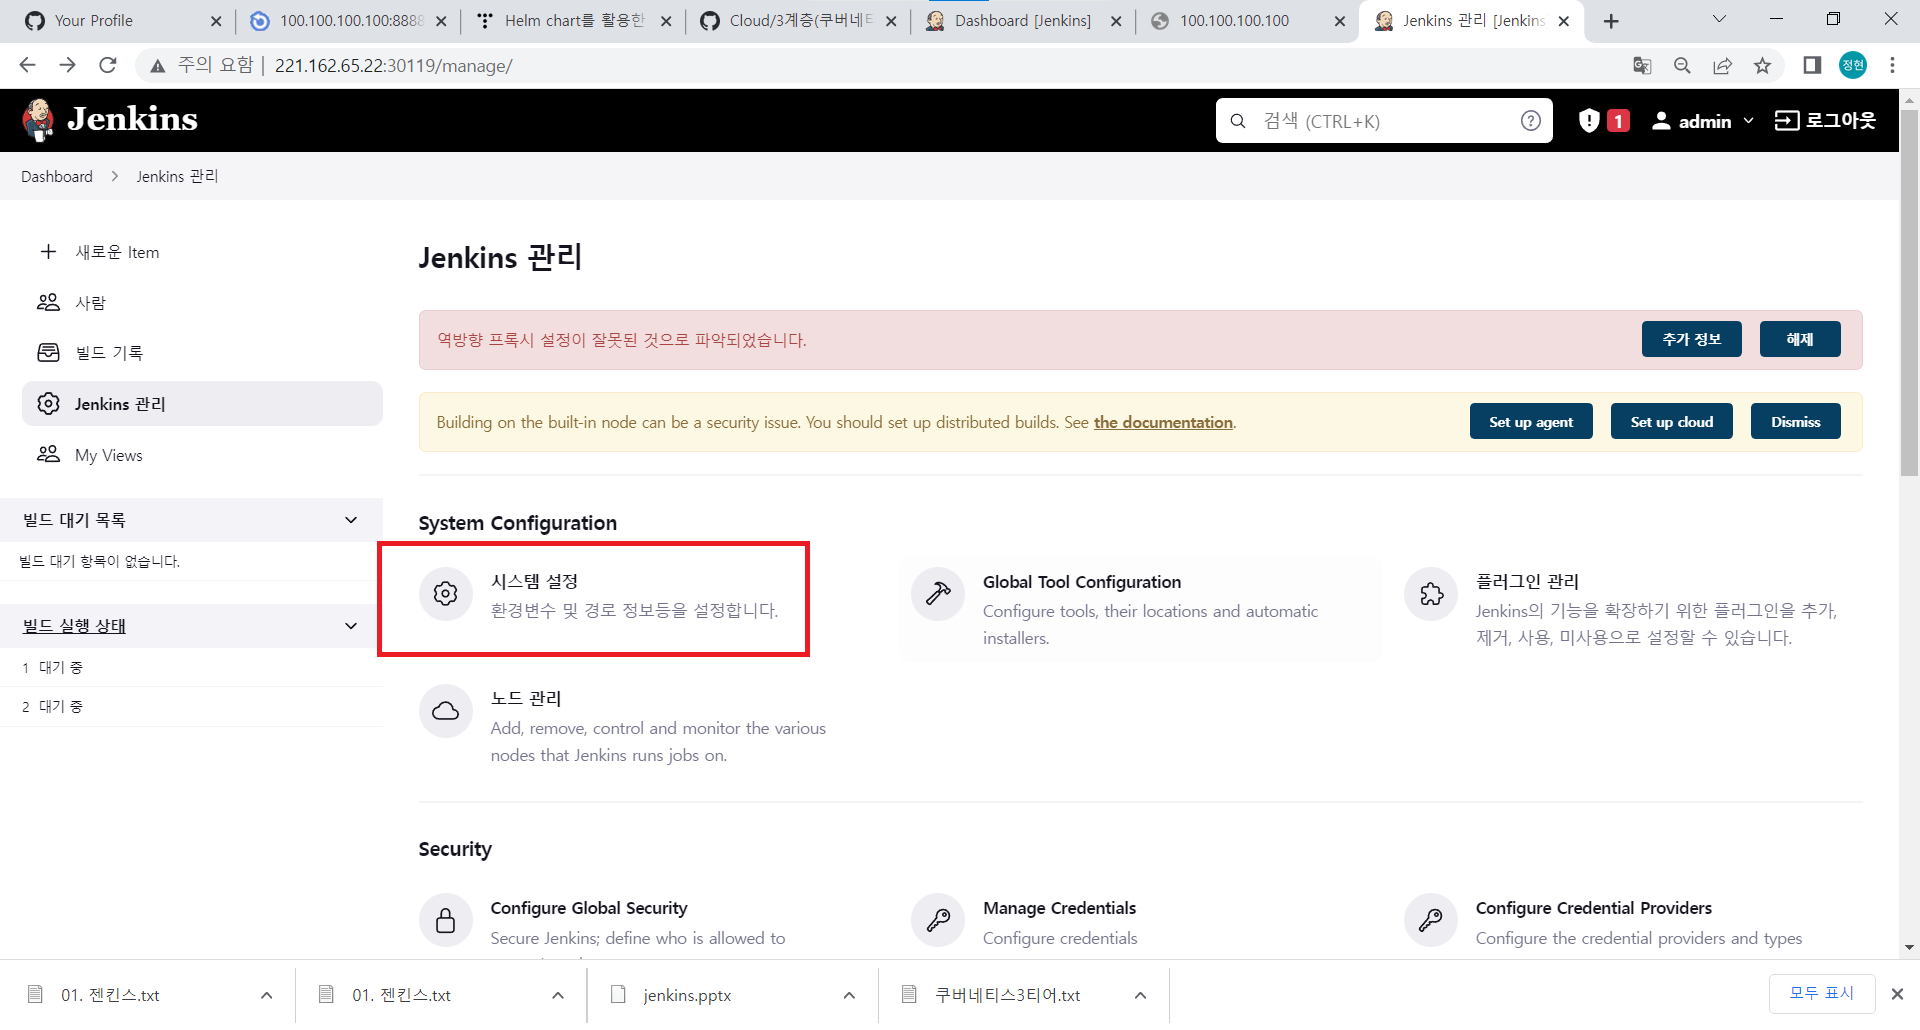 Your Profile
100.100.100.100:8888
Helm chart를 활용한
Cloud/3계층(쿠버네티
Dashboard [Jenkins]
100.100.100.100
Jenkins 관리 [Jenkins
주의 요함
221.162.65.22:30119/manage/
정현
Jenkins
검색 (CTRL+K)
1
admin
로그아웃
Dashboard
Jenkins 관리
새로운 Item
사람
빌드 기록
Jenkins 관리
My Views
빌드 대기 목록
빌드 대기 항목이 없습니다.
빌드 실행 상태
1 대기 중
2 대기 중
Jenkins 관리
역방향 프록시 설정이 잘못된 것으로 파악되었습니다.
추가 정보
해제
Building on the built-in node can be a security issue. You should set up distributed builds. See the documentation.
Set up agent
Set up cloud
Dismiss
System Configuration
시스템 설정
환경변수 및 경로 정보등을 설정합니다.
Global Tool Configuration
Configure tools, their locations and automatic
installers.
플러그인 관리
Jenkins의 기능을 확장하기 위한 플러그인을 추가,
제거, 사용, 미사용으로 설정할 수 있습니다.
노드 관리
Add, remove, control and monitor the various
nodes that Jenkins runs jobs on.
Security
Configure Global Security
Secure Jenkins; define who is allowed to
Manage Credentials
Configure credentials
Configure Credential Providers
Configure the credential providers and types
01. 젠킨스.txt
01. 젠킨스.txt
jenkins.pptx
쿠버네티스3티어.txt
모두 표시